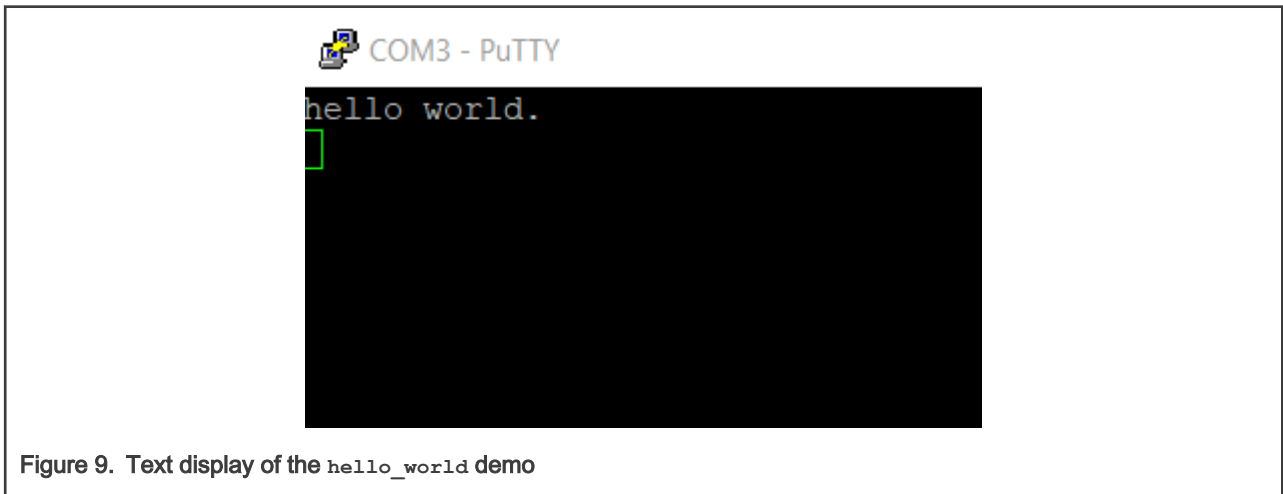 COM3 - PuTTY
hello world.
Figure 9. Text display of the hello_world demo